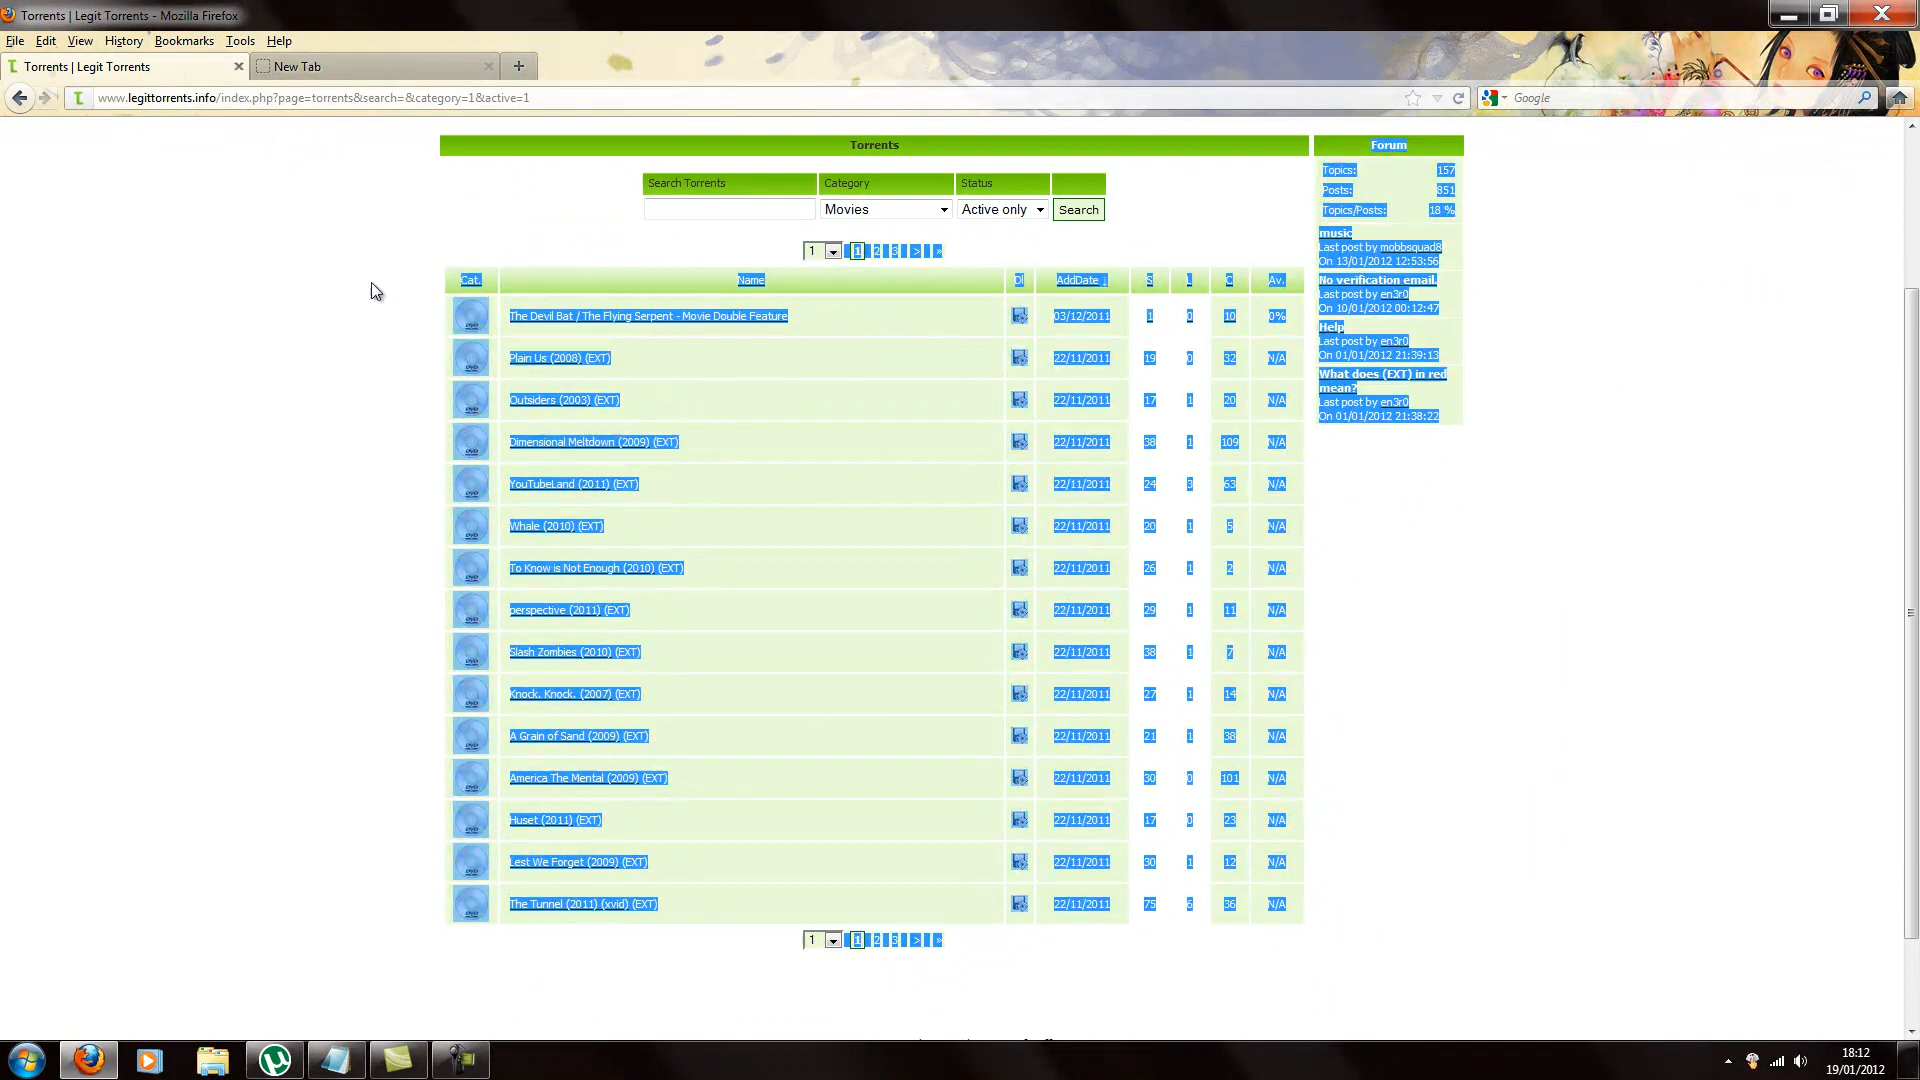 Torrents | Legit Torrents - Mozilla Firefox
File Edit View History Bookmarks Tools Help
Torrents | Legit Torrents
New Tab
www.legittorrents.info/index.php?page=torrents&search=&category=1&active=1
Google
Torrents
Search Torrents Category Status
Movies Active only Search
1 1 2 3 > »
Cat. Name Dl AddDate ↓ S L C Av.
The Devil Bat / The Flying Serpent - Movie Double Feature 03/12/2011 1 0 10 0%
Plain Us (2008) (EXT) 22/11/2011 19 0 32 N/A
Outsiders (2003) (EXT) 22/11/2011 17 1 20 N/A
Dimensional Meltdown (2009) (EXT) 22/11/2011 38 1 109 N/A
YouTubeLand (2011) (EXT) 22/11/2011 24 3 63 N/A
Whale (2010) (EXT) 22/11/2011 20 1 5 N/A
To Know is Not Enough (2010) (EXT) 22/11/2011 26 1 2 N/A
perspective (2011) (EXT) 22/11/2011 29 1 11 N/A
Slash Zombies (2010) (EXT) 22/11/2011 38 1 7 N/A
Knock. Knock. (2007) (EXT) 22/11/2011 27 1 14 N/A
A Grain of Sand (2009) (EXT) 22/11/2011 21 1 38 N/A
America The Mental (2009) (EXT) 22/11/2011 30 0 101 N/A
Huset (2011) (EXT) 22/11/2011 17 0 23 N/A
Lest We Forget (2009) (EXT) 22/11/2011 30 1 12 N/A
The Tunnel (2011) (xvid) (EXT) 22/11/2011 75 6 36 N/A
1 1 2 3 > »
Forum
Topics: 157
Posts: 851
Topics/Posts: 18 %
music
Last post by mobbsquad8
On 13/01/2012 12:53:56
No verification email.
Last post by en3r0
On 10/01/2012 00:12:47
Help
Last post by en3r0
On 01/01/2012 21:39:13
What does (EXT) in red
mean?
Last post by en3r0
On 01/01/2012 21:38:22
18:12
19/01/2012